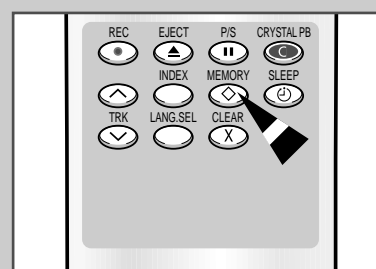 REC EJECT P/S CRYSTAL PB
C
INDEX MEMORY SLEEP
TRK LANG.SEL CLEAR
X